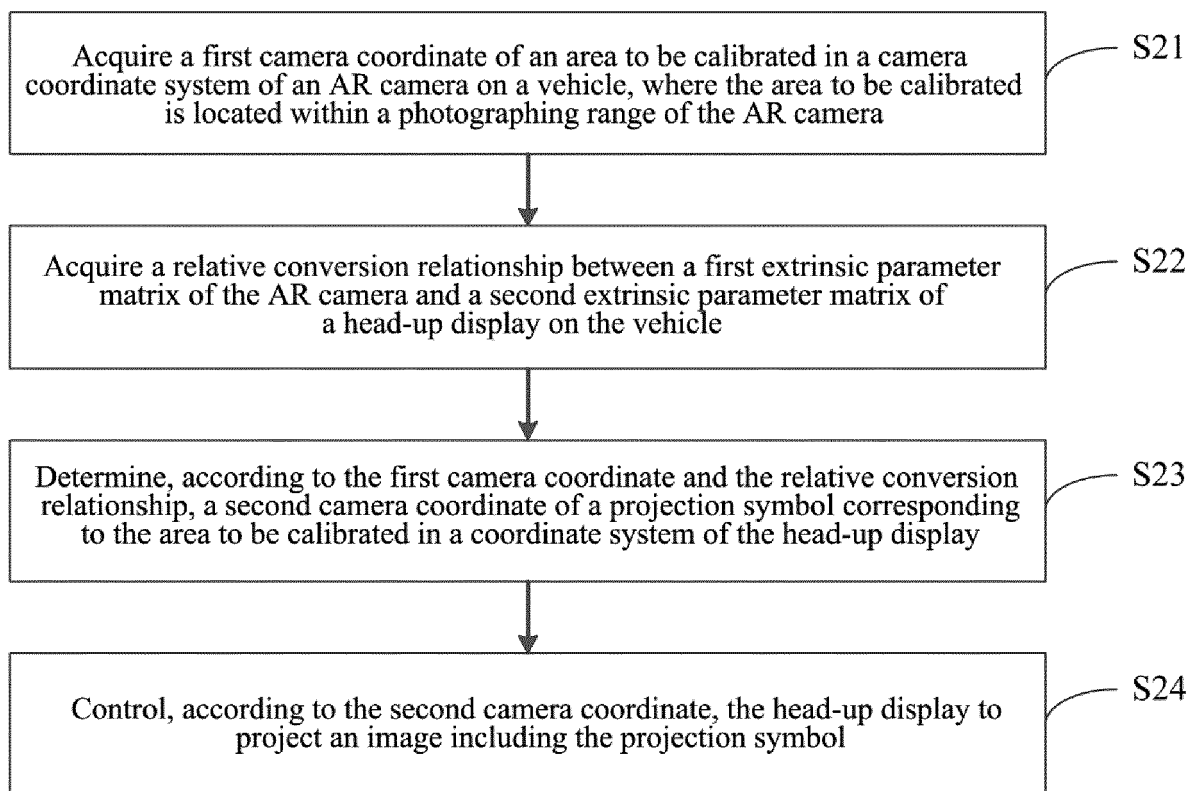 Acquire a first camera coordinate of an area to be calibrated in a camera
coordinate system of an AR camera on a vehicle, where the area to be calibrated
is located within a photographing range of the AR camera
S21
Acquire a relative conversion relationship between a first extrinsic parameter
matrix of the AR camera and a second extrinsic parameter matrix of
a head-up display on the vehicle
S22
Determine, according to the first camera coordinate and the relative conversion
relationship, a second camera coordinate of a projection symbol corresponding
to the area to be calibrated in a coordinate system of the head-up display
S23
Control, according to the second camera coordinate, the head-up display to
project an image including the projection symbol
S24